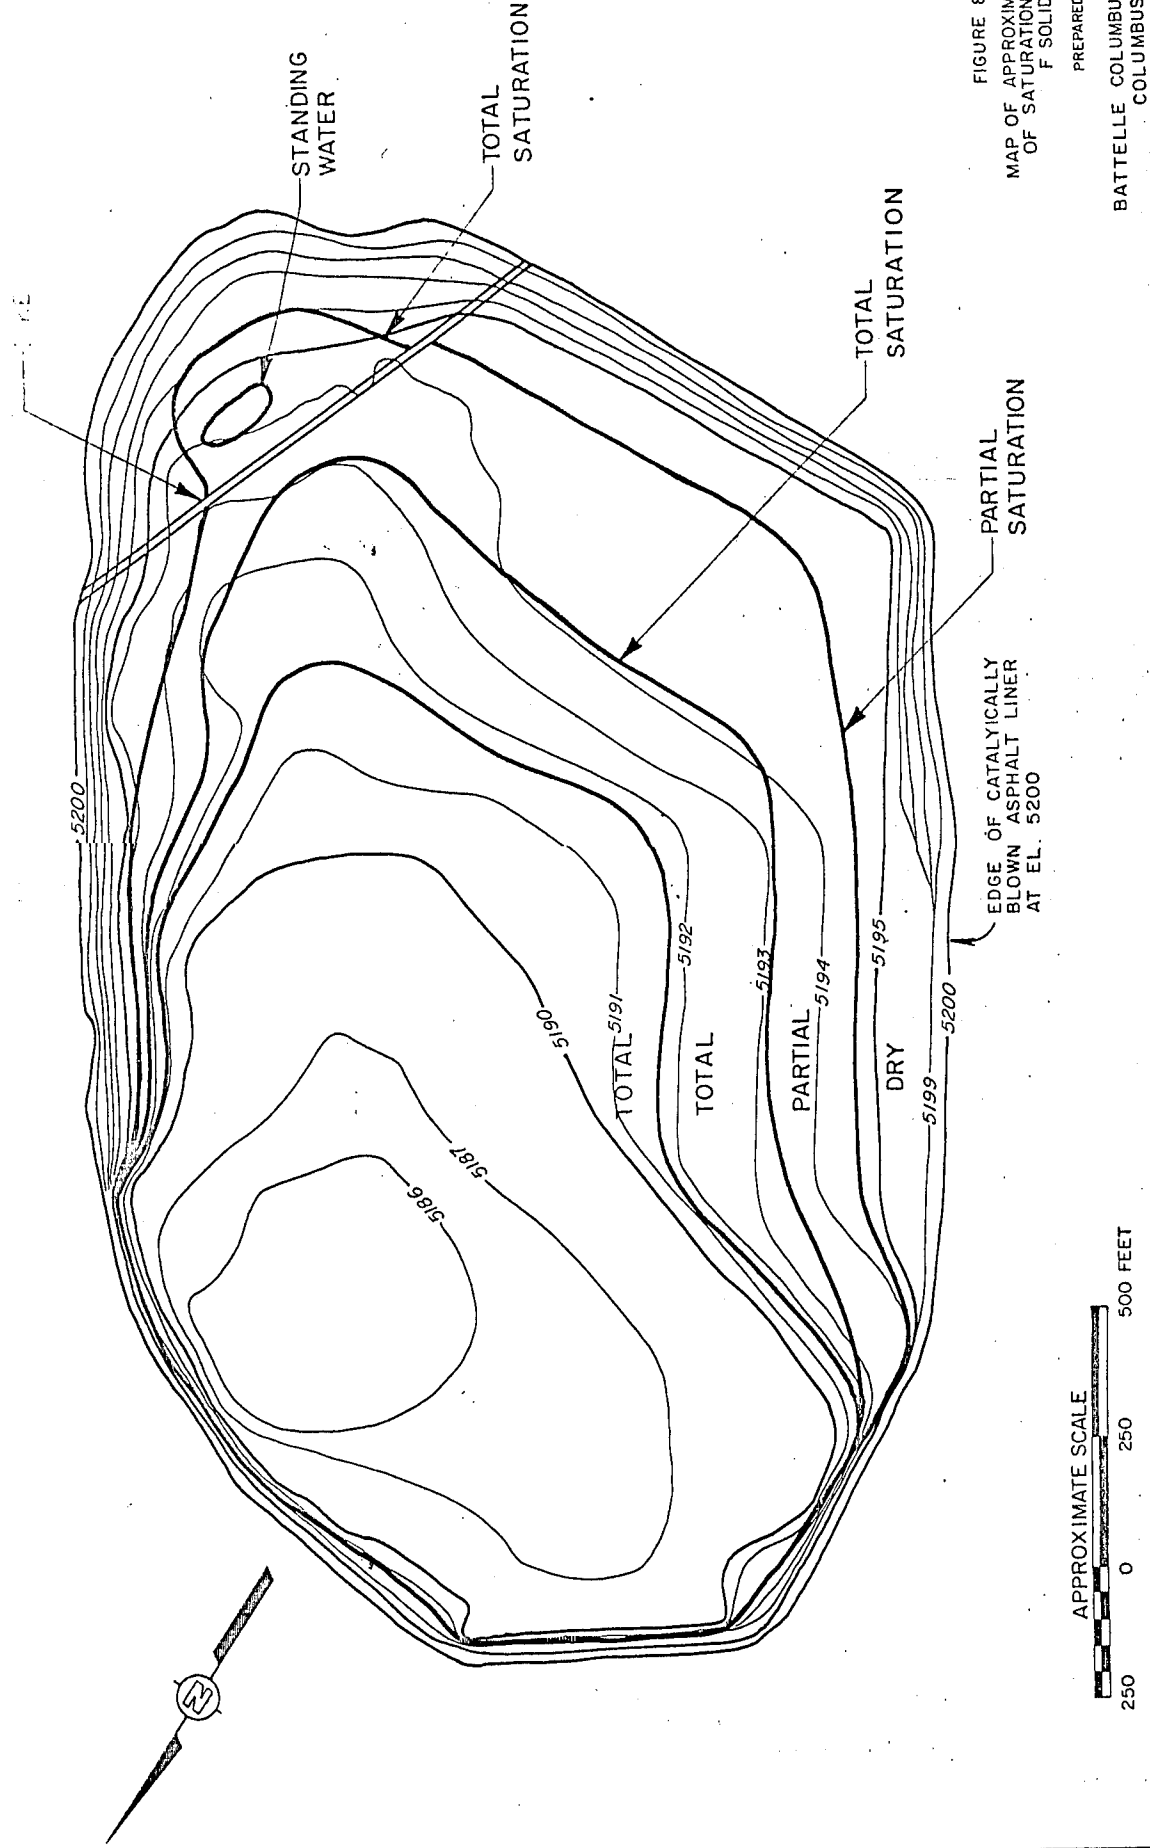 STANDING
WATER
TOTAL
SATURATION
TOTAL
SATURATION
PARTIAL
SATURATION
EDGE OF CATALYICALLY
BLOWN ASPHALT LINER
AT EL. 5200
5200
5186
5187
5190
5191
TOTAL
5192
TOTAL
5193
PARTIAL
5194
5195
DRY
5199
5200
N
APPROXIMATE SCALE
250 0 250 500 FEET
FIGURE 8
MAP OF APPROXIM
OF SATURATION
F SOLID
PREPARED
BATTELLE COLUMBU
COLUMBUS